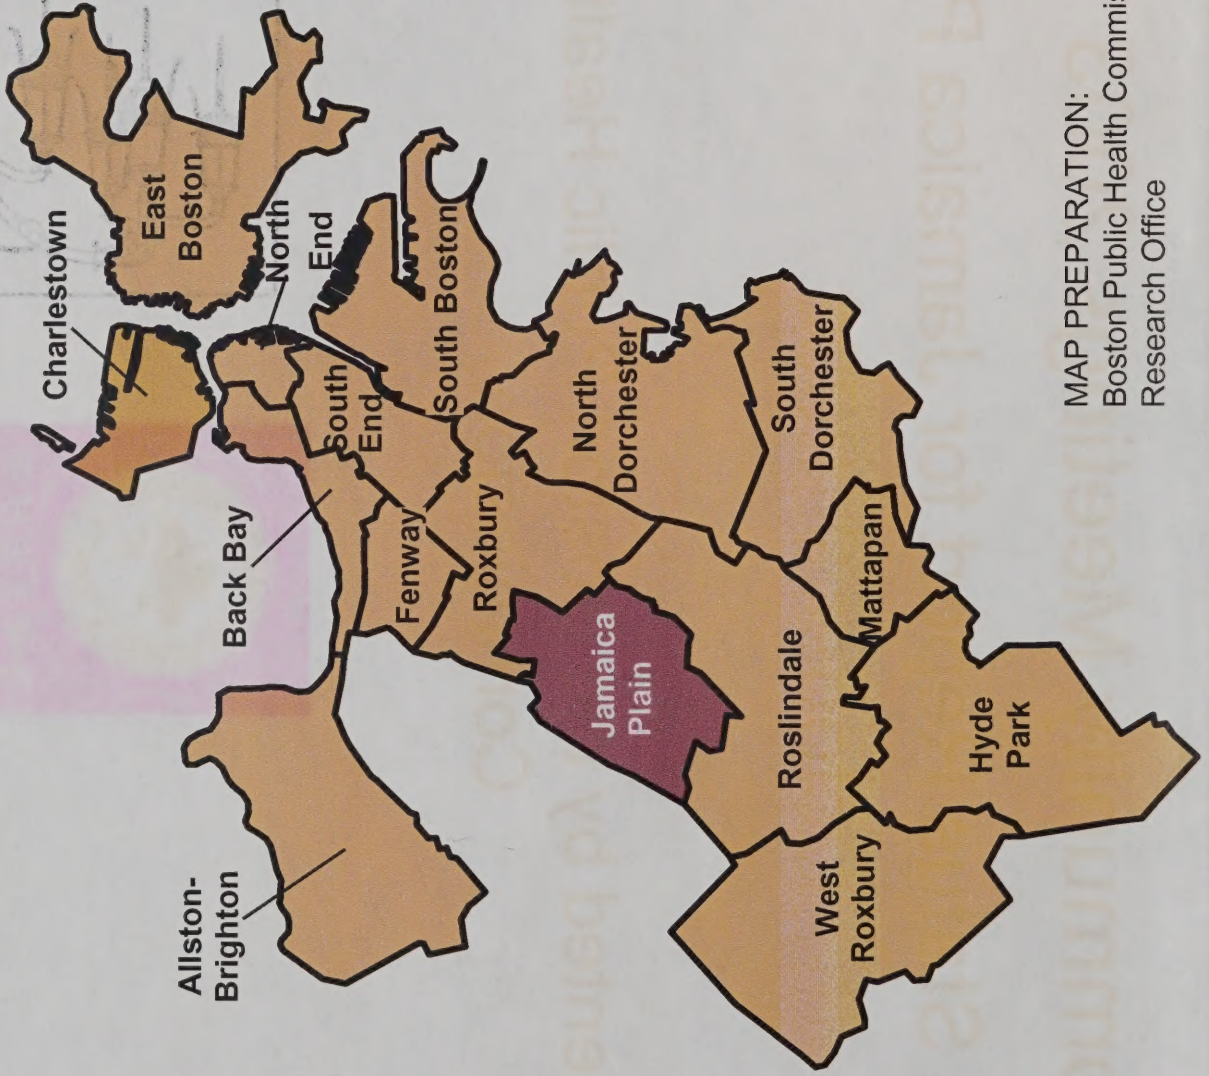 Charlestown
East
Boston
Allston-
Brighton
Back Bay
North
End
South
End
Fenway
South Boston
Roxbury
North
Dorchester
Jamaica
Plain
South
Dorchester
Roslindale
West
Roxbury
Mattapan
Hyde
Park
MAP PREPARATION:
Boston Public Health Commis
Research Office